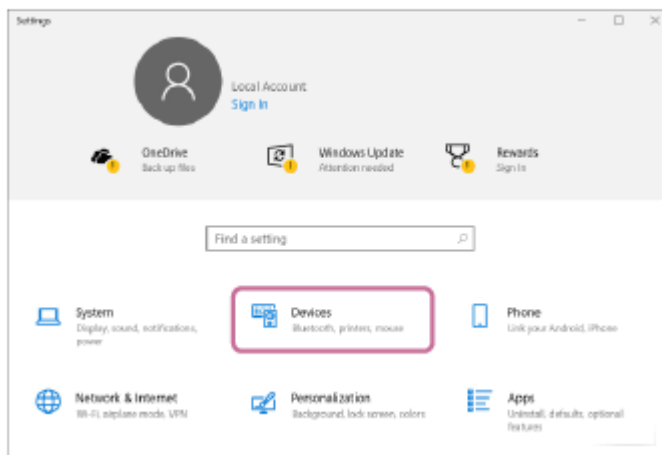 Settings
Local Account
Sign In
OneDrive
Back up files
Windows Update
Attention needed
Rewards
Sign In
Find a setting
System
Display, sound, notifications,
power
Devices
Bluetooth, printers, mouse
Phone
Link your Android, iPhone
Network & Internet
Wi-Fi, airplane mode, VPN
Personalization
Background, lock screen, colors
Apps
Uninstall, defaults, optional
features